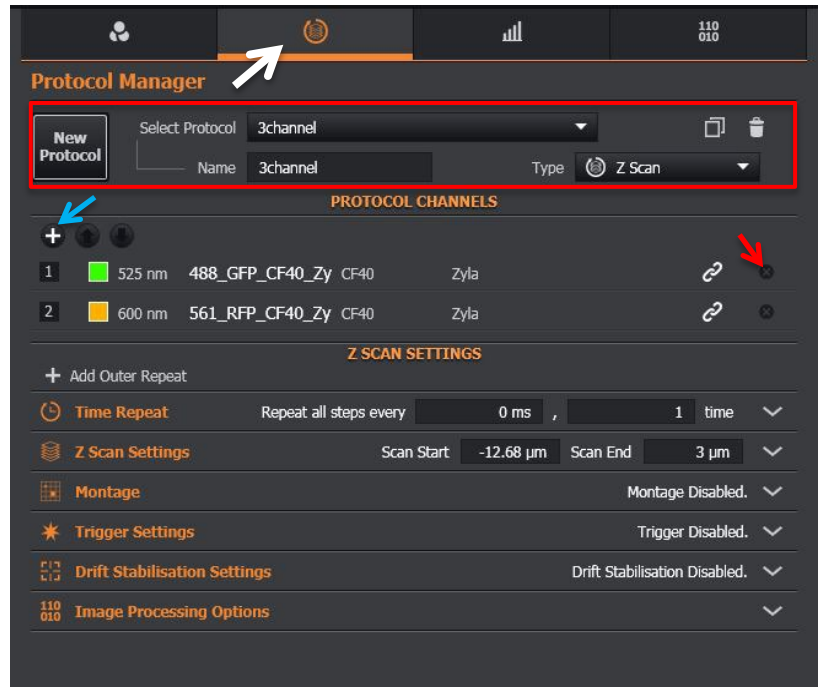 110
010
Protocol Manager
New Protocol
Select Protocol 3channel
Name 3channel Type Z Scan
PROTOCOL CHANNELS
1 525 nm 488_GFP_CF40_Zy CF40 Zyla
2 600 nm 561_RFP_CF40_Zy CF40 Zyla
Z SCAN SETTINGS
+ Add Outer Repeat
Time Repeat Repeat all steps every 0 ms , 1 time
Z Scan Settings Scan Start -12.68 µm Scan End 3 µm
Montage Montage Disabled.
Trigger Settings Trigger Disabled.
Drift Stabilisation Settings Drift Stabilisation Disabled.
110
010 Image Processing Options